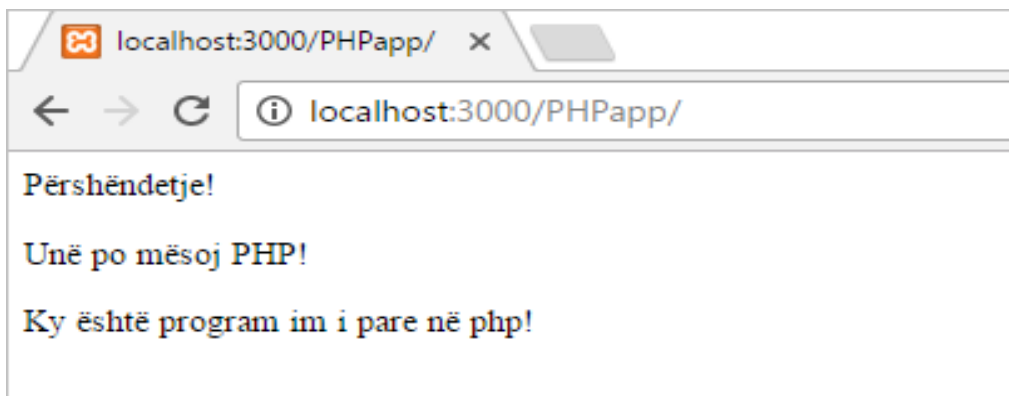 localhost:3000/PHPapp/
localhost:3000/PHPapp/
Përshëndetje!
Unë po mësoj PHP!
Ky është program im i pare në php!